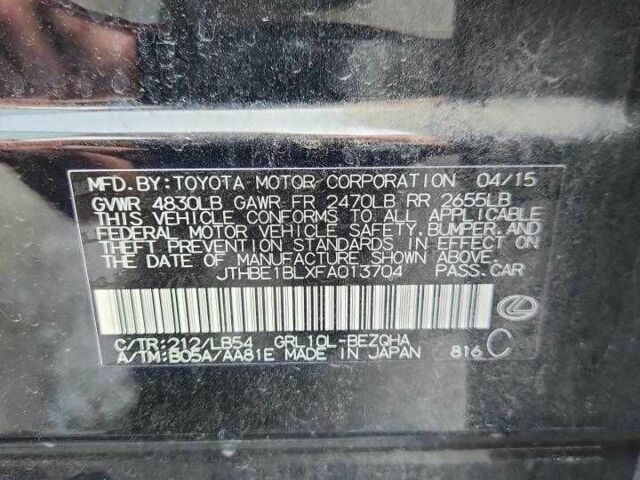 MFD. BY: TOYOTA MOTOR CORPORATION 04/15
GVWR 4830LB GAWR FR 2470LB RR 2655LB
THIS VEHICLE CONFORMS TO ALL APPLICABLE
FEDERAL MOTOR VEHICLE SAFETY, BUMPER, AND
THEFT PREVENTION STANDARDS IN EFFECT ON
THE DATE OF MANUFACTURE SHOWN ABOVE.
JTHBE1BLXFA013704 PASS. CAR
C/TR: 212/LB54 GRL10L-BEZQHA
A/TM: B05A/AA81E MADE IN JAPAN 816 C